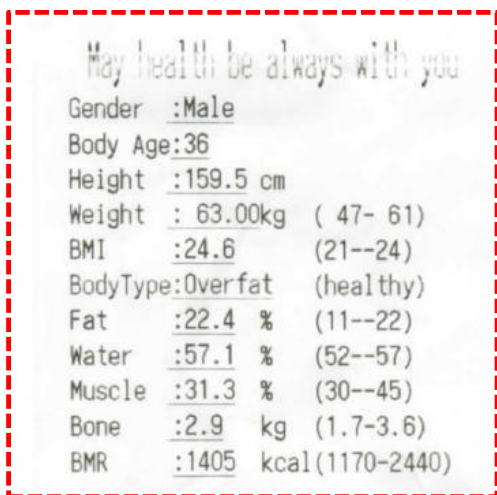 May health be always with you
Gender :Male
Body Age:36
Height :159.5 cm
Weight : 63.00kg ( 47- 61)
BMI :24.6 (21--24)
BodyType:Overfat (healthy)
Fat :22.4 % (11--22)
Water :57.1 % (52--57)
Muscle :31.3 % (30--45)
Bone :2.9 kg (1.7-3.6)
BMR :1405 kcal(1170-2440)